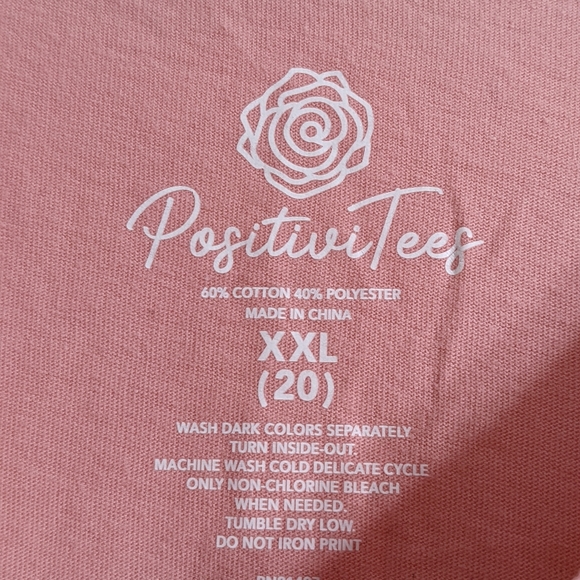 PositiviTees
60% COTTON 40% POLYESTER
MADE IN CHINA
XXL
(20)
WASH DARK COLORS SEPARATELY.
TURN INSIDE-OUT.
MACHINE WASH COLD DELICATE CYCLE
ONLY NON-CHLORINE BLEACH
WHEN NEEDED.
TUMBLE DRY LOW.
DO NOT IRON PRINT